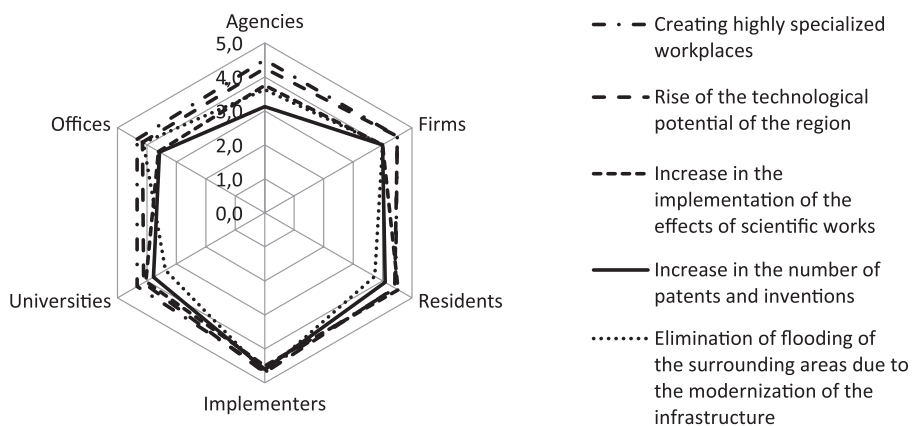 Agencies
5,0
4,0
3,0
2,0
1,0
0,0
Offices
Firms
Universities
Residents
Implementers
Creating highly specialized
workplaces
Rise of the technological
potential of the region
Increase in the
implementation of the
effects of scientific works
Increase in the number of
patents and inventions
Elimination of flooding of
the surrounding areas due to
the modernization of the
infrastructure